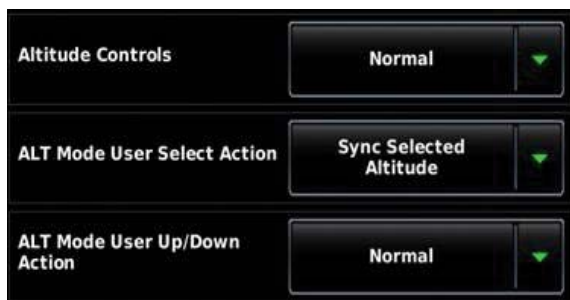 Altitude Controls
Normal
ALT Mode User Select Action
Sync Selected
Altitude
ALT Mode User Up/Down
Action
Normal